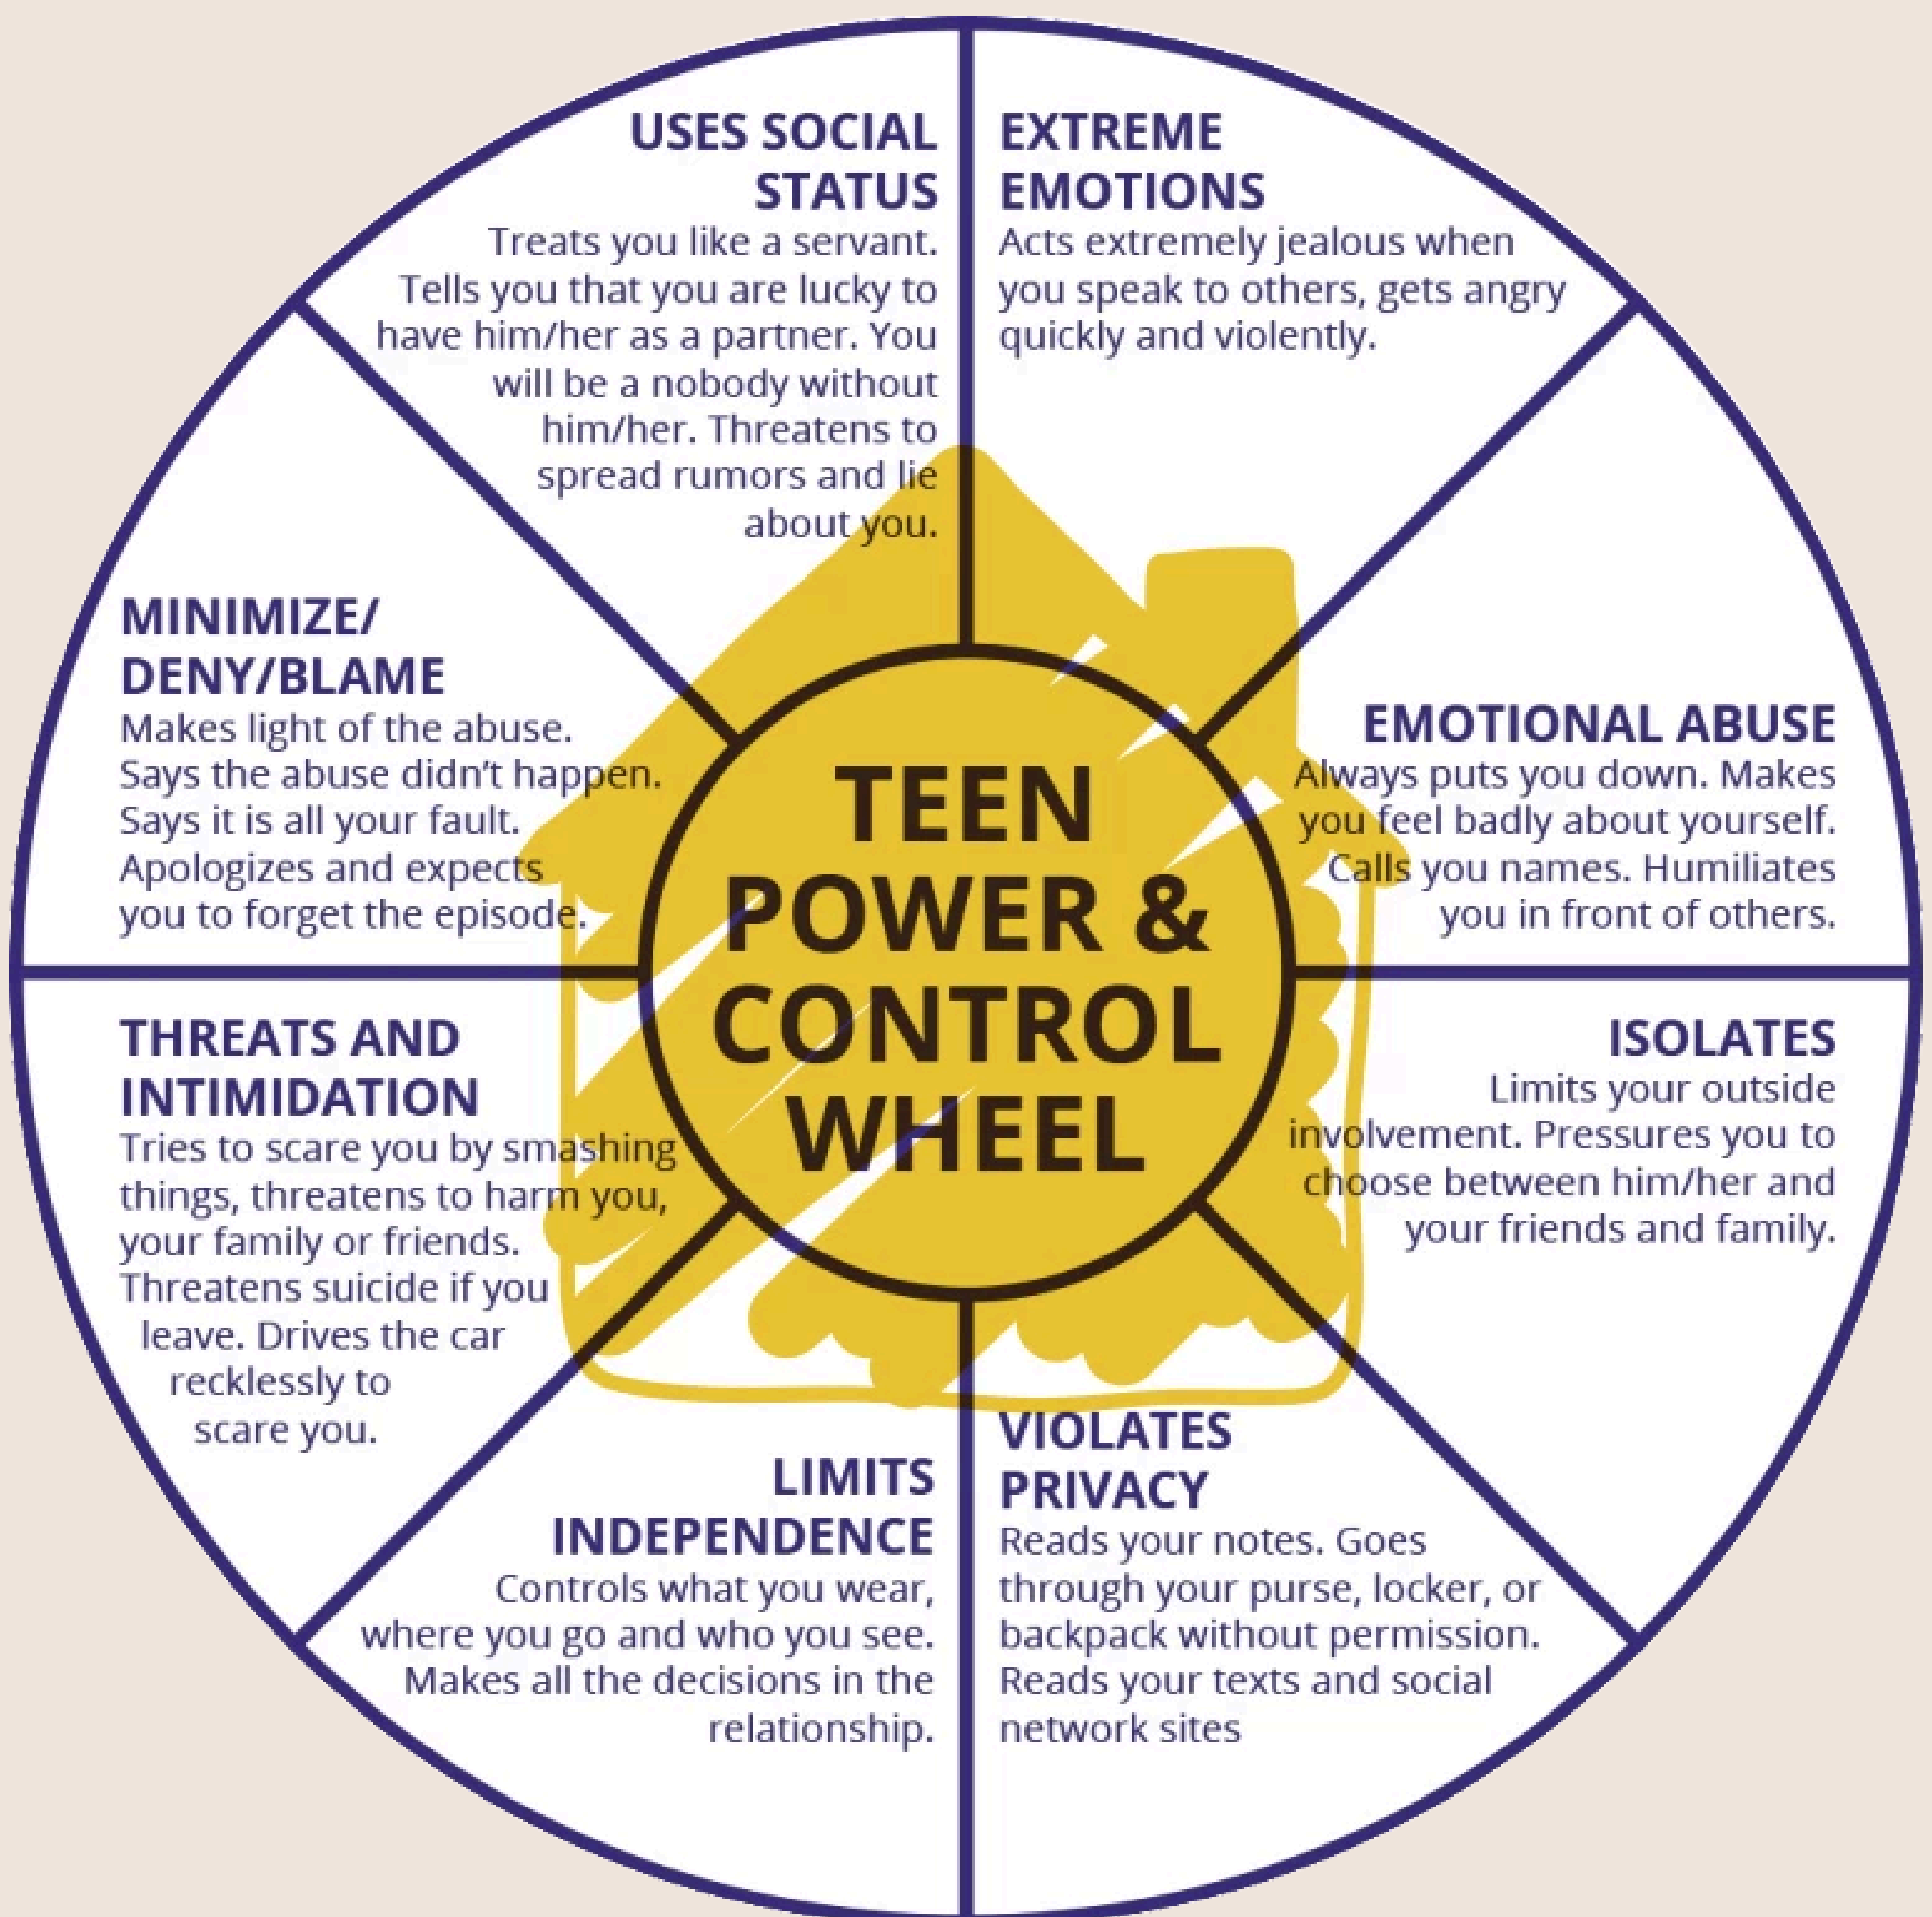 USES SOCIAL
STATUS
Treats you like a servant.
Tells you that you are lucky to
have him/her as a partner. You
will be a nobody without
him/her. Threatens to
spread rumors and lie
about you.
EXTREME
EMOTIONS
Acts extremely jealous when
you speak to others, gets angry
quickly and violently.
EMOTIONAL ABUSE
Always puts you down. Makes
you feel badly about yourself.
Calls you names. Humiliates
you in front of others.
ISOLATES
Limits your outside
involvement. Pressures you to
choose between him/her and
your friends and family.
VIOLATES
PRIVACY
Reads your notes. Goes
through your purse, locker, or
backpack without permission.
Reads your texts and social
network sites
LIMITS
INDEPENDENCE
Controls what you wear,
where you go and who you see.
Makes all the decisions in the
relationship.
THREATS AND
INTIMIDATION
Tries to scare you by smashing
things, threatens to harm you,
your family or friends.
Threatens suicide if you
leave. Drives the car
recklessly to
scare you.
MINIMIZE/
DENY/BLAME
Makes light of the abuse.
Says the abuse didn’t happen.
Says it is all your fault.
Apologizes and expects
you to forget the episode.
TEEN
POWER &
CONTROL
WHEEL